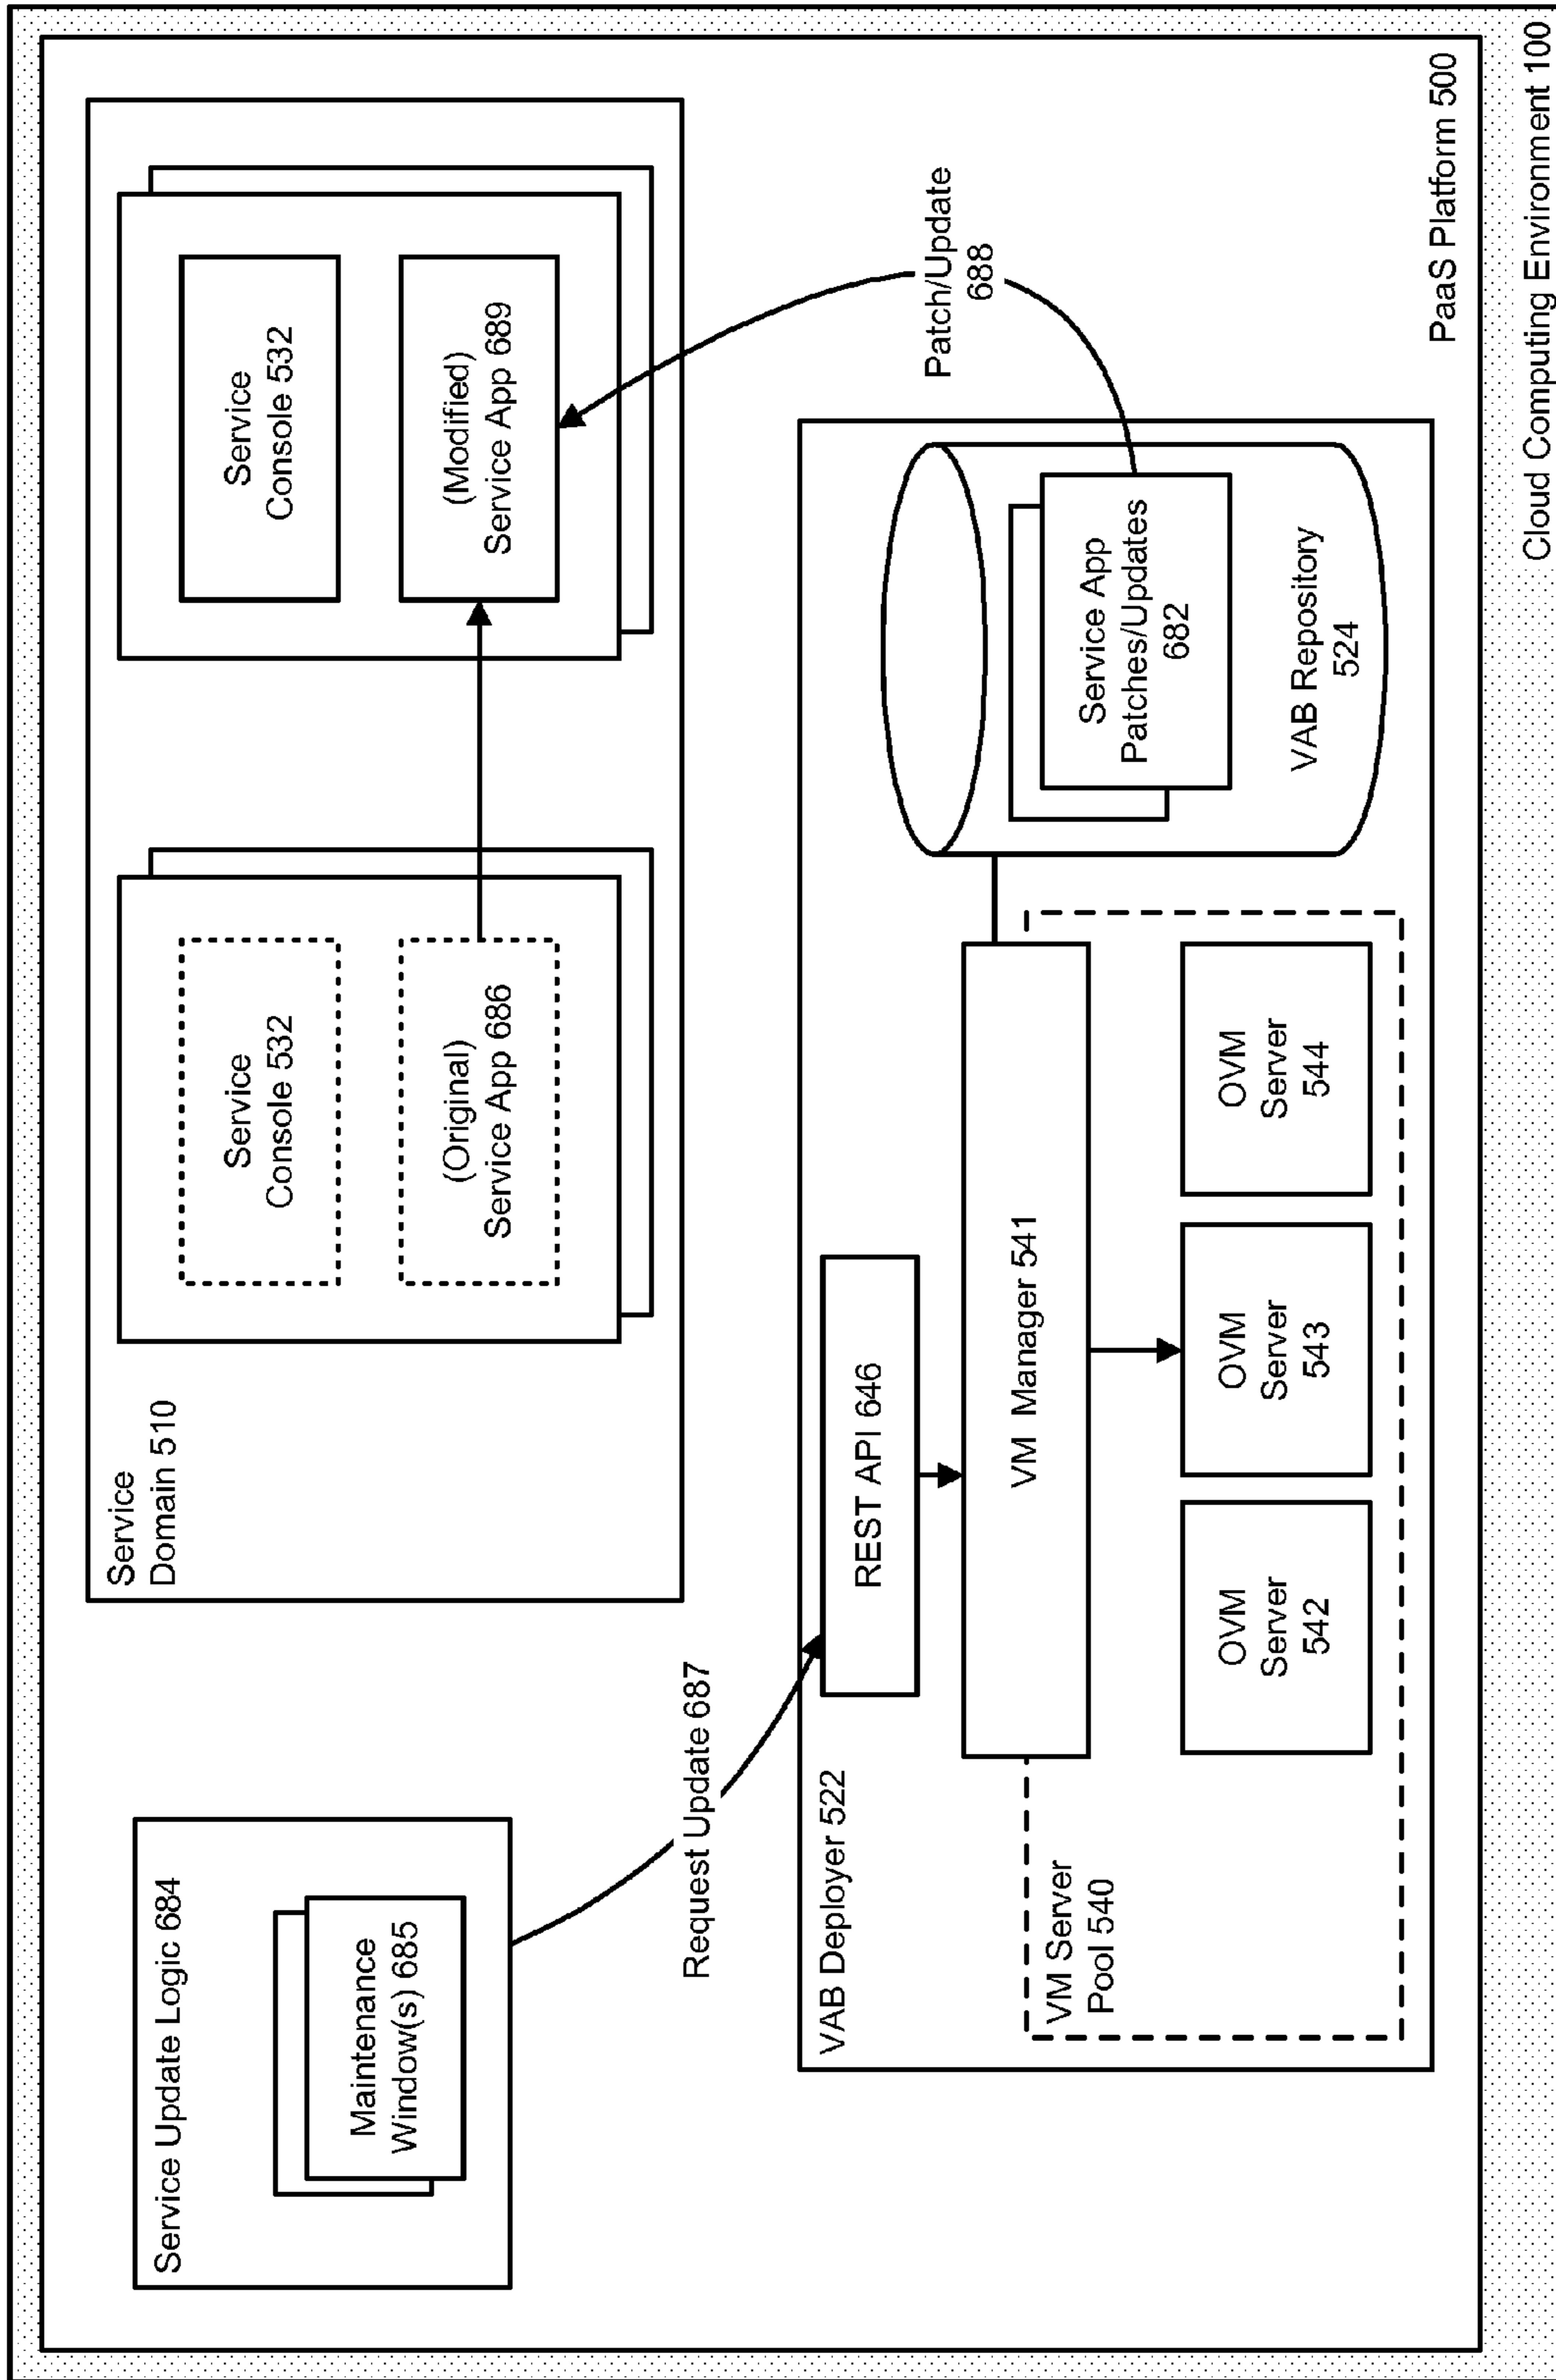 Service Update Logic 684
Maintenance
Window(s) 685
Service
Domain 510
Service
Console 532
(Original)
Service App 686
Service
Console 532
(Modified)
Service App 689
Request Update 687
Patch/Update
688
VAB Deployer 522
REST API 646
VM Manager 541
VM Server
Pool 540
OVM
Server
542
OVM
Server
543
OVM
Server
544
Service App
Patches/Updates
682
VAB Repository
524
PaaS Platform 500
Cloud Computing Environment 100